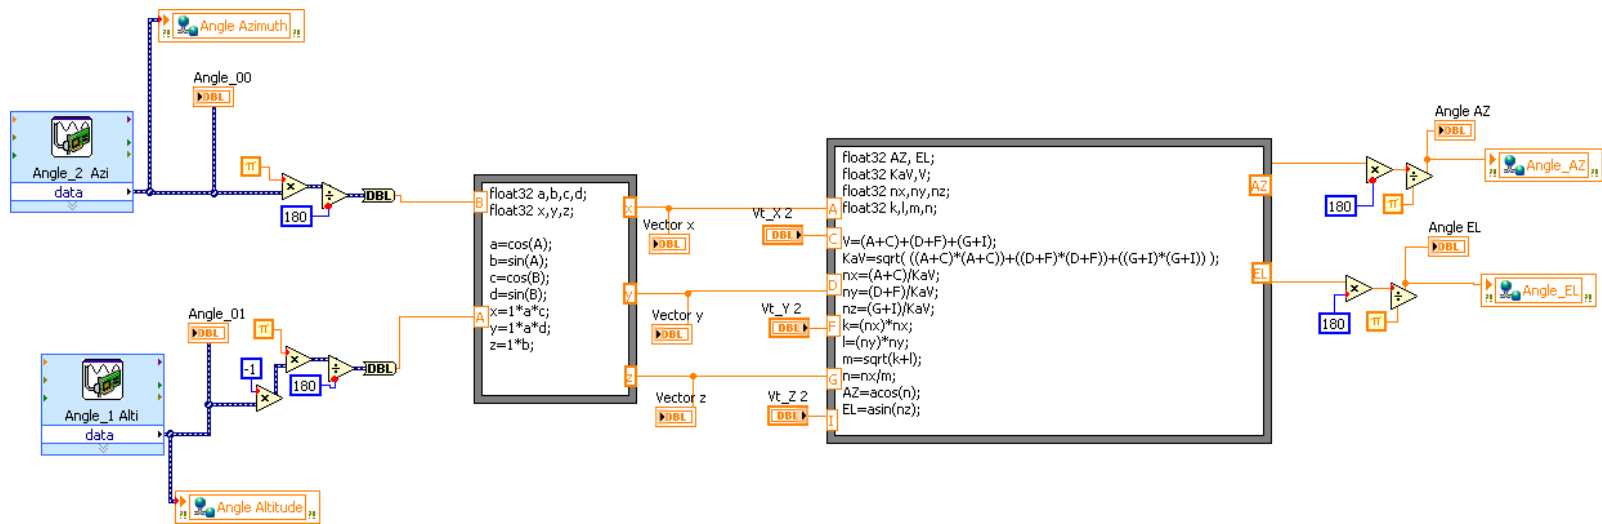 ?! Angle Azimuth ?!
Angle_00
DBL
Angle_2 Azi
data
π
×
÷
180
DBL
Angle_01
DBL
Angle_1 Alti
data
-1
×
π
×
÷
180
DBL
?! Angle Altitude ?!
B
A
float32 a,b,c,d;
float32 x,y,z;
a=cos(A);
b=sin(A);
c=cos(B);
d=sin(B);
x=1*a*c;
y=1*a*d;
z=1*b;
x
y
z
Vector x
DBL
Vector y
DBL
Vector z
DBL
Vt_X 2
DBL
Vt_Y 2
DBL
Vt_Z 2
DBL
A
C
D
F
G
I
float32 AZ, EL;
float32 KaV,V;
float32 nx,ny,nz;
float32 k,l,m,n;
V=(A+C)+(D+F)+(G+I);
KaV=sqrt( ((A+C)*(A+C))+((D+F)*(D+F))+((G+I)*(G+I)) );
nx=(A+C)/KaV;
ny=(D+F)/KaV;
nz=(G+I)/KaV;
k=(nx)*nx;
l=(ny)*ny;
m=sqrt(k+l);
n=nx/m;
AZ=acos(n);
EL=asin(nz);
AZ
EL
×
180
÷
π
Angle AZ
DBL
?! Angle_AZ ?!
×
180
÷
π
Angle EL
DBL
?! Angle_EL ?!